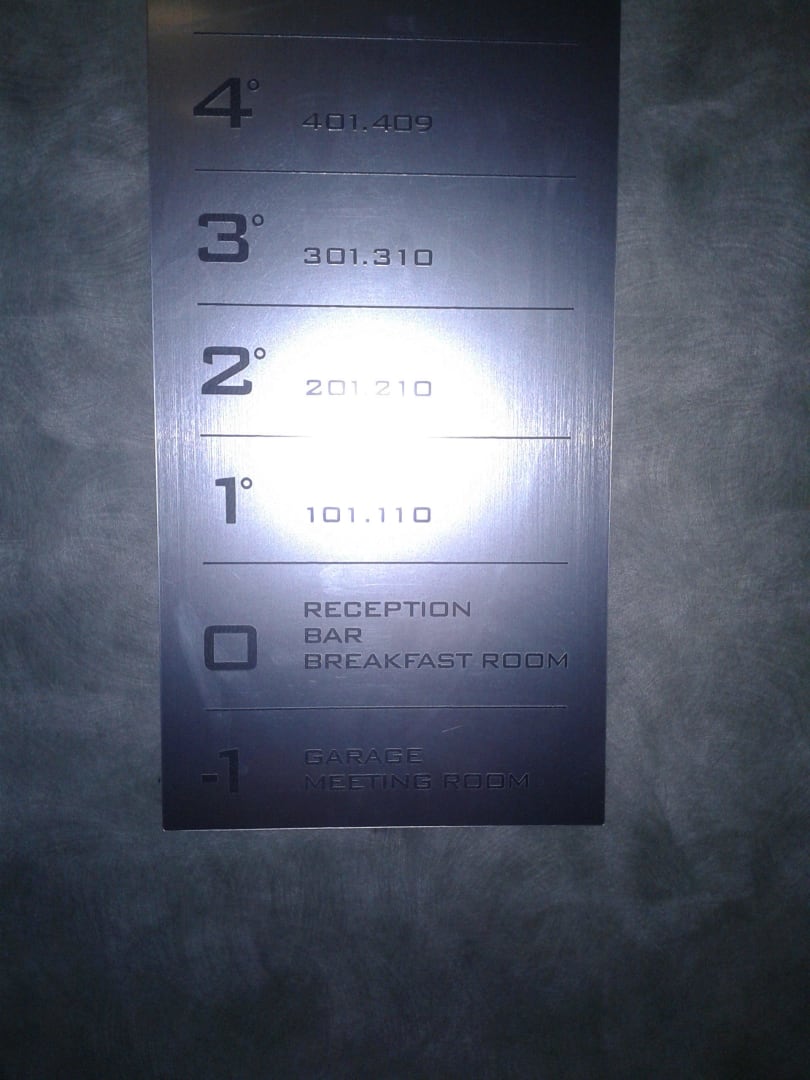 4° 401.409
3° 301.310
2° 201.210
1° 101.110
RECEPTION
BAR
0 BREAKFAST ROOM
GARAGE
-1 MEETING ROOM